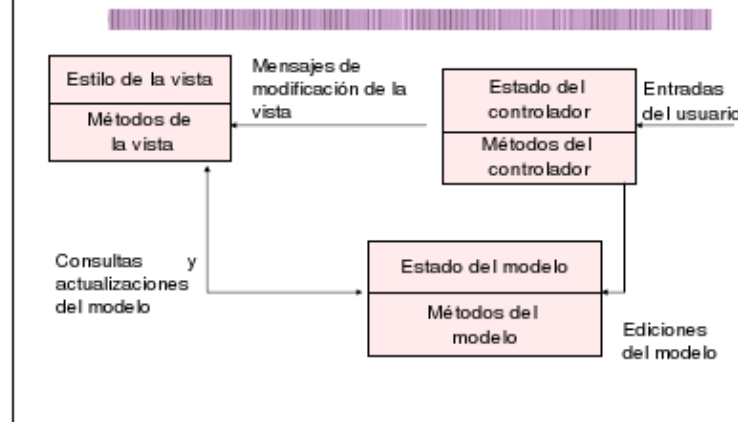 Estilo de la vista
Métodos de
la vista
Mensajes de
modificación de la
vista
Estado del
controlador
Métodos del
controlador
Entradas
del usuario
Consultas y
actualizaciones
del modelo
Estado del modelo
Métodos del
modelo
Ediciones
del modelo